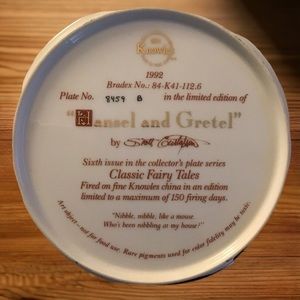 Knowles
1992
Bradex No.: 84-K41-112.6
Plate No. 8459 B in the limited edition of
"Hansel and Gretel"
by Scott Gustafson
Sixth issue in the collector's plate series
Classic Fairy Tales
Fired on fine Knowles china in an edition
limited to a maximum of 150 firing days.
"Nibble, nibble, like a mouse.
Who's been nibbling at my house?"
Art object—not for food use. Rare pigments used for color fidelity may be toxic.